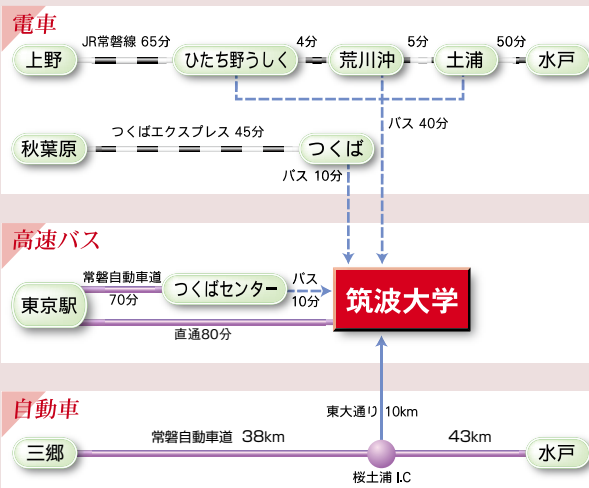 電車
JR常磐線 65分
4分
5分
50分
上野
ひたち野うしく
荒川沖
土浦
水戸
バス 40分
つくばエクスプレス 45分
秋葉原
つくば
バス 10分
高速バス
常磐自動車道
70分
つくばセンター
バス
10分
東京駅
筑波大学
直通80分
自動車
東大通り 10km
常磐自動車道 38km
43km
三郷
水戸
桜土浦 I.C